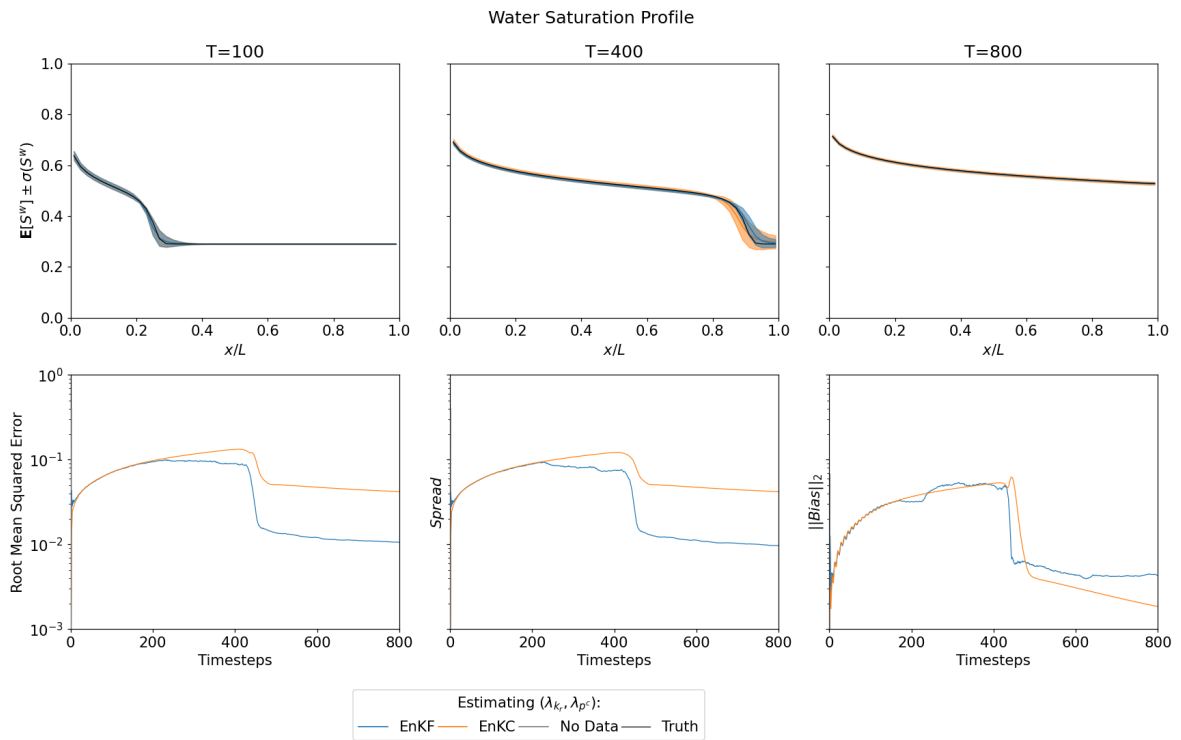 Water Saturation Profile
T=100
T=400
T=800
E[S^w] ± σ(S^w)
1.0
0.8
0.6
0.4
0.2
0.0
0.0 0.2 0.4 0.6 0.8 1.0
0.0 0.2 0.4 0.6 0.8 1.0
0.0 0.2 0.4 0.6 0.8 1.0
x/L
x/L
x/L
Root Mean Squared Error
10^0
10^-1
10^-2
10^-3
Spread
||Bias||_2
0 200 400 600 800
0 200 400 600 800
0 200 400 600 800
Timesteps
Timesteps
Timesteps
Estimating (λ_{k_r}, λ_{p^c}):
EnKF EnKC No Data Truth